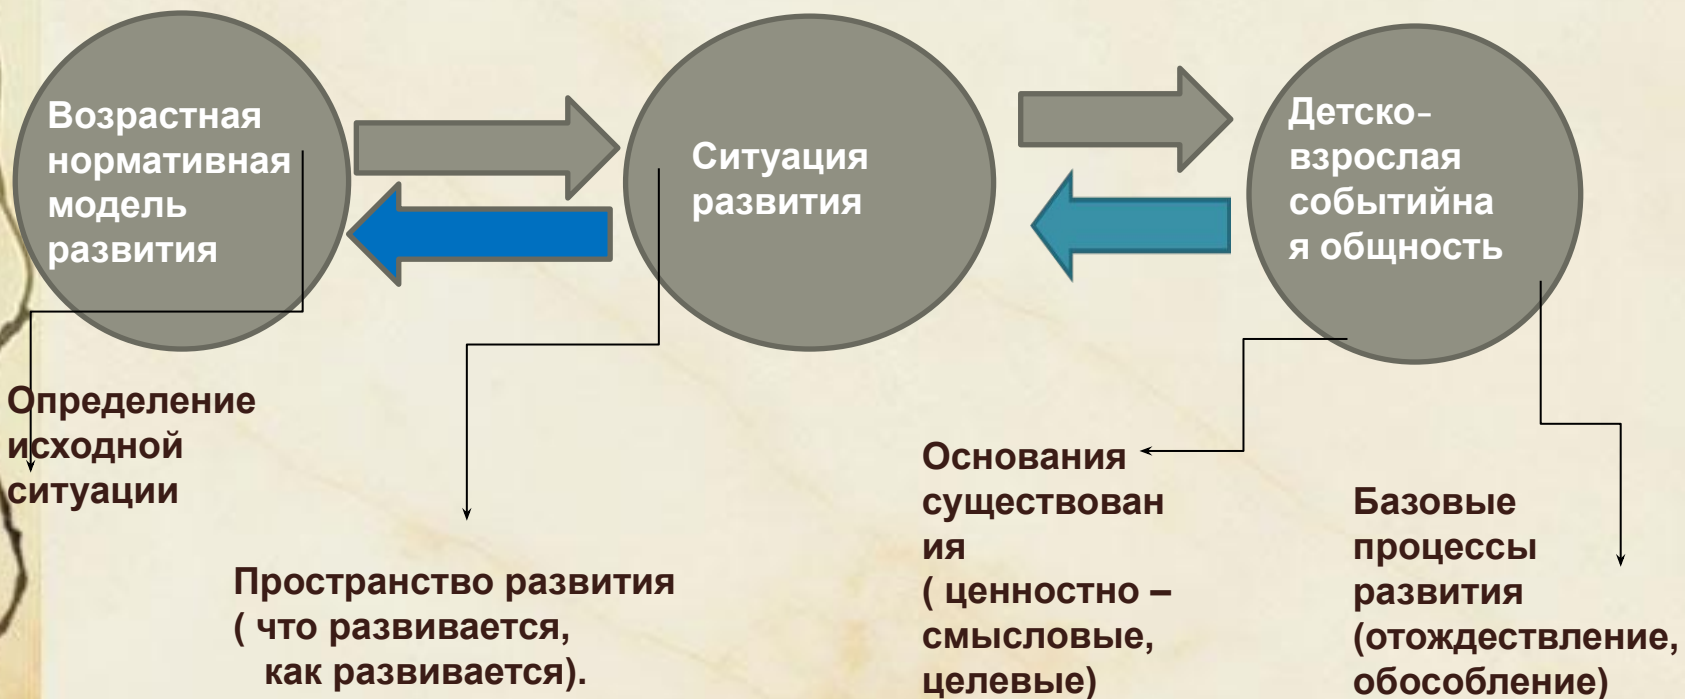 Возрастная
нормативная
модель
развития
Ситуация
развития
Детско-
взрослая
событийна
я общность
Определение
исходной
ситуации
Пространство развития
( что развивается,
как развивается).
Основания
существован
ия
( ценностно –
смысловые,
целевые)
Базовые
процессы
развития
(отождествление,
обособление)